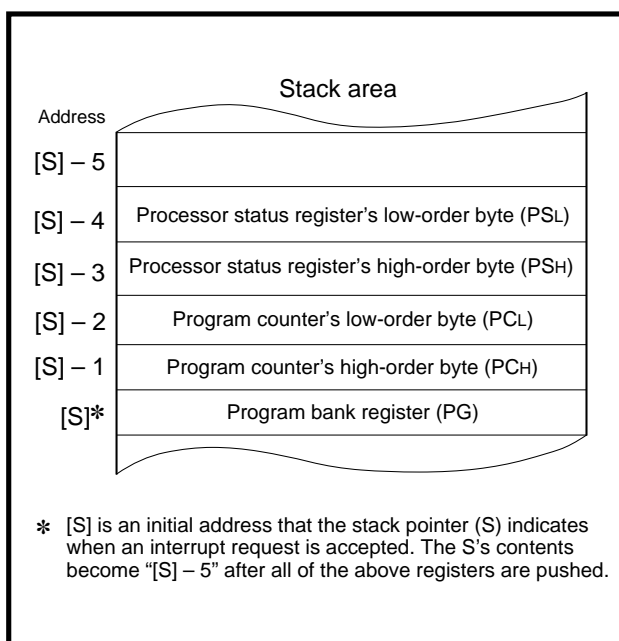 Stack area
Address
[S] – 5
[S] – 4 Processor status register’s low-order byte (PSL)
[S] – 3 Processor status register’s high-order byte (PSH)
[S] – 2 Program counter’s low-order byte (PCL)
[S] – 1 Program counter’s high-order byte (PCH)
[S]* Program bank register (PG)
* [S] is an initial address that the stack pointer (S) indicates
when an interrupt request is accepted. The S’s contents
become “[S] – 5” after all of the above registers are pushed.